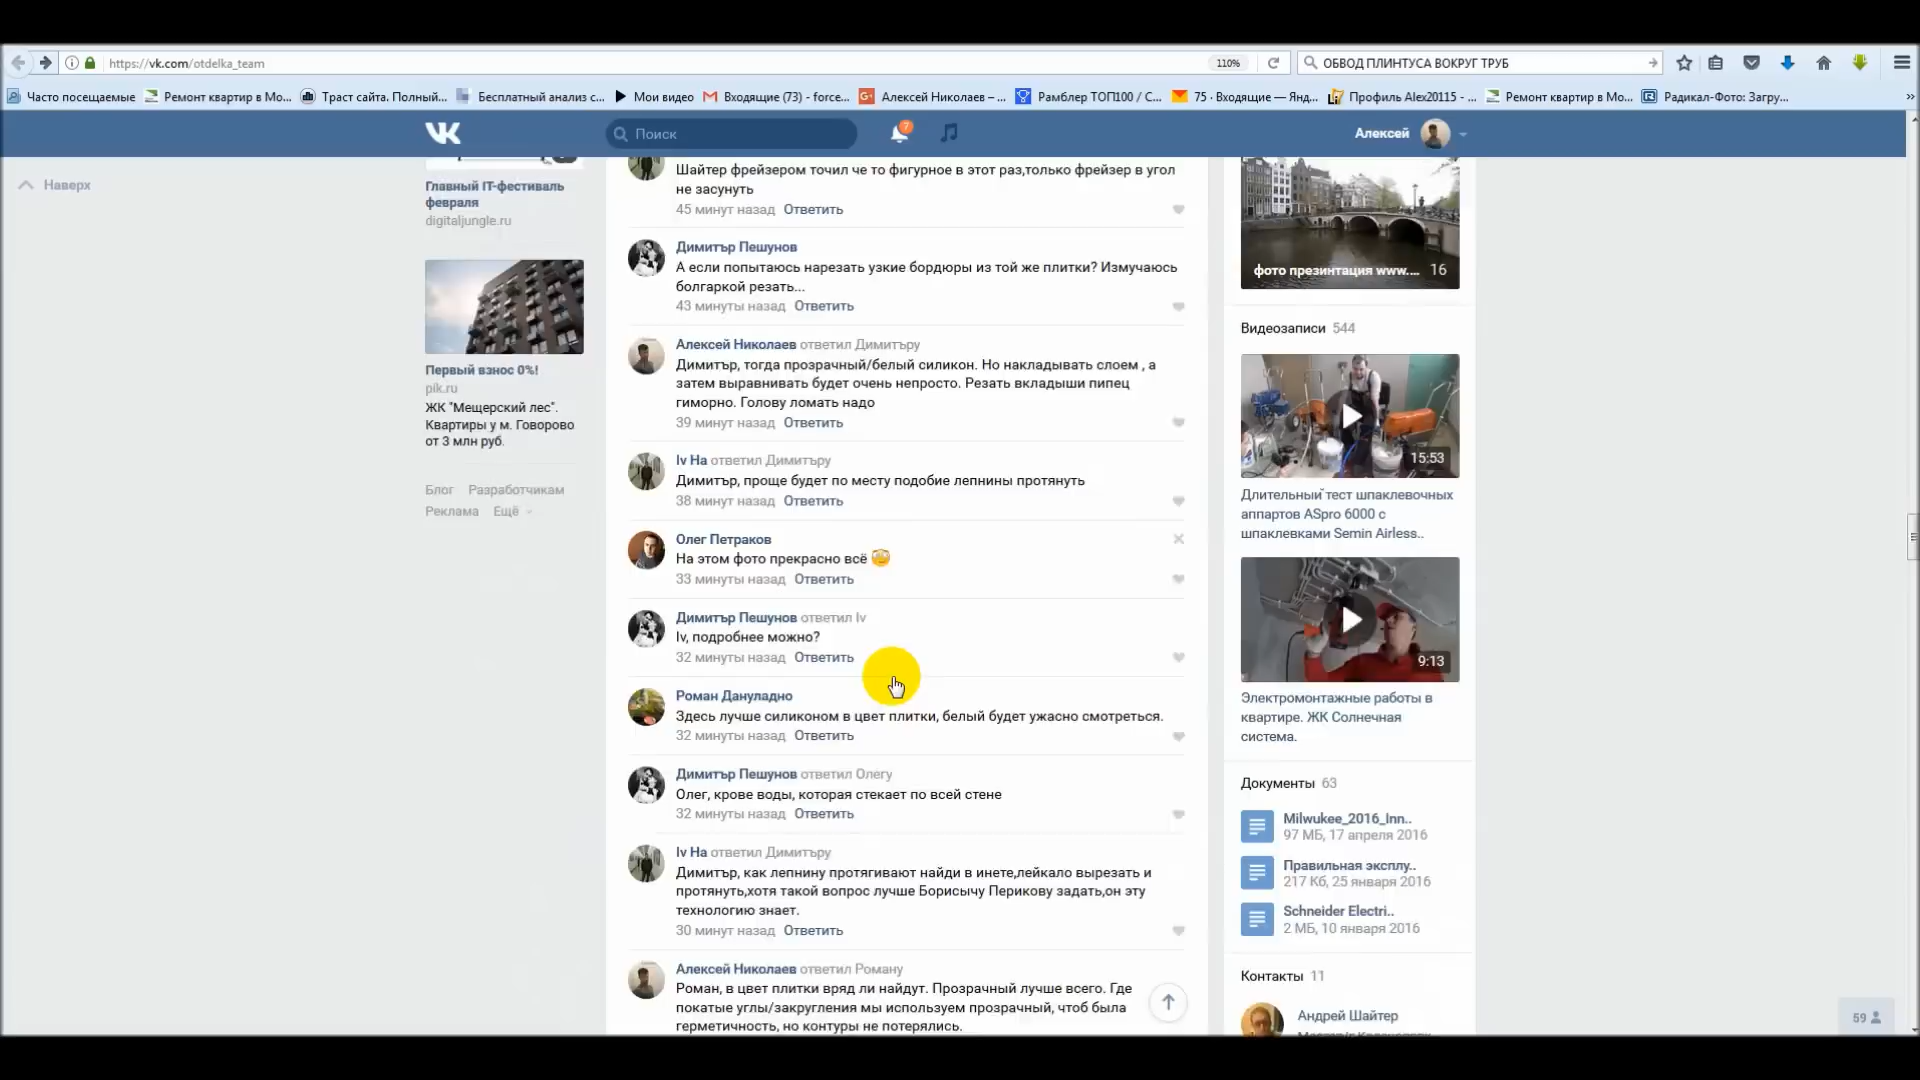 https://vk.com/otdelka_team
110%
ОБВОД ПЛИНТУСА ВОКРУГ ТРУБ
Часто посещаемые
Ремонт квартир в Мо...
Траст сайта. Полный...
Бесплатный анализ с...
Мои видео
Входящие (73) - force...
Алексей Николаев – ...
Рамблер ТОП100 / С...
75 · Входящие — Янд...
Профиль Alex20115 - ...
Ремонт квартир в Мо...
Радикал-Фото: Загру...
Поиск
7
Алексей
Наверх
Главный IT-фестиваль
февраля
digitaljungle.ru
Первый взнос 0%!
pik.ru
ЖК "Мещерский лес".
Квартиры у м. Говорово
от 3 млн руб.
Блог Разработчикам
Реклама Ещё
Шайтер фрейзером точил че то фигурное в этот раз,только фрейзер в угол
не засунуть
45 минут назад Ответить
Димитър Пешунов
А если попытаюсь нарезать узкие бордюры из той же плитки? Измучаюсь
болгаркой резать...
43 минуты назад Ответить
Алексей Николаев ответил Димитъру
Димитър, тогда прозрачный/белый силикон. Но накладывать слоем , а
затем выравнивать будет очень непросто. Резать вкладыши пипец
гиморно. Голову ломать надо
39 минут назад Ответить
Iv Ha ответил Димитъру
Димитър, проще будет по месту подобие лепнины протянуть
38 минут назад Ответить
Олег Петраков
На этом фото прекрасно всё
33 минуты назад Ответить
Димитър Пешунов ответил Iv
Iv, подробнее можно?
32 минуты назад Ответить
Роман Дануладно
Здесь лучше силиконом в цвет плитки, белый будет ужасно смотреться.
32 минуты назад Ответить
Димитър Пешунов ответил Олегу
Олег, крове воды, которая стекает по всей стене
32 минуты назад Ответить
Iv Ha ответил Димитъру
Димитър, как лепнину протягивают найди в инете,лейкало вырезать и
протянуть,хотя такой вопрос лучше Борисычу Перикову задать,он эту
технологию знает.
30 минут назад Ответить
Алексей Николаев ответил Роману
Роман, в цвет плитки вряд ли найдут. Прозрачный лучше всего. Где
покатые углы/закругления мы используем прозрачный, чтоб была
герметичность, но контуры не потерялись.
фото презинтация www.... 16
Видеозаписи 544
15:53
Длительный тест шпаклевочных
аппартов ASpro 6000 с
шпаклевками Semin Airless..
9:13
Электромонтажные работы в
квартире. ЖК Солнечная
система.
Документы 63
Milwukee_2016_Inn..
97 МБ, 17 апреля 2016
Правильная эксплу..
217 Кб, 25 января 2016
Schneider Electri..
2 МБ, 10 января 2016
Контакты 11
Андрей Шайтер
59